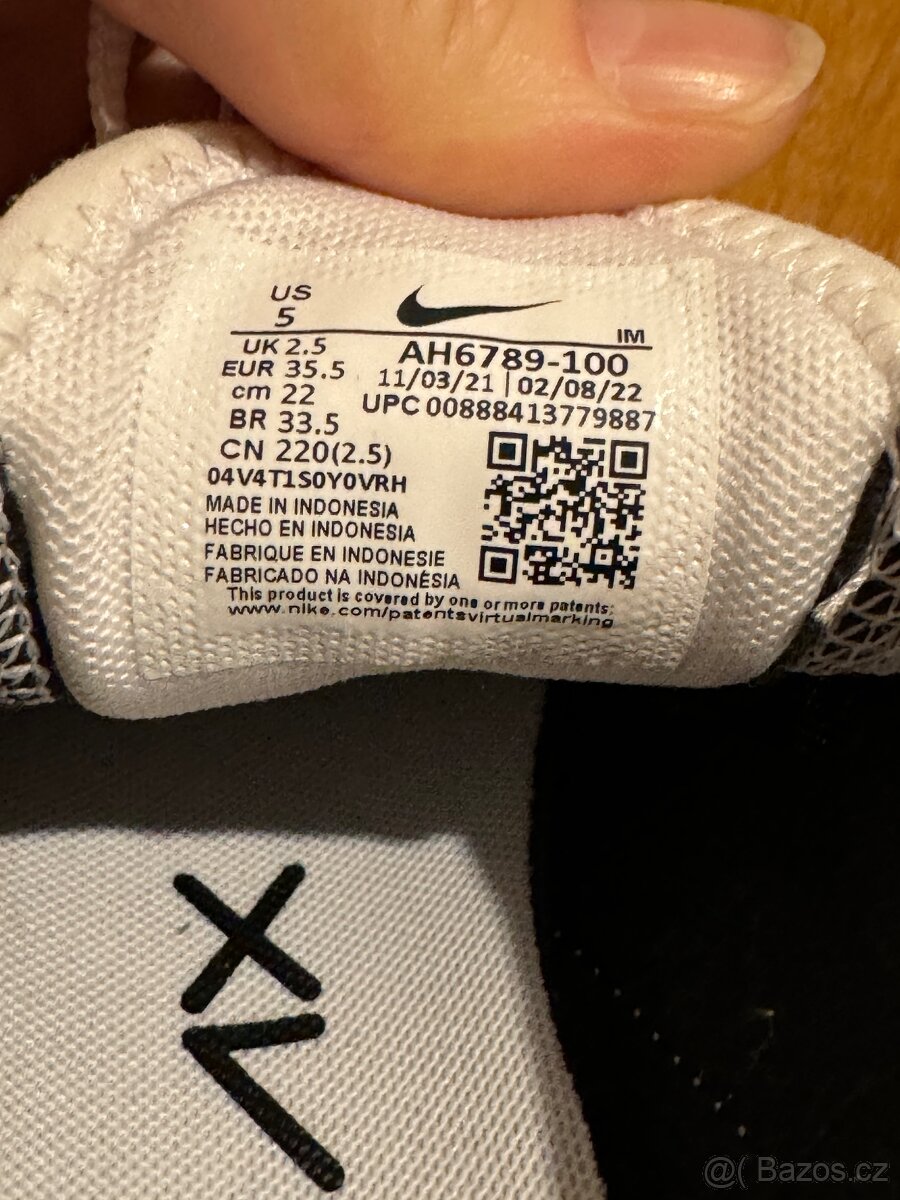 US
5
IM
UK 2.5
EUR 35.5
cm 22
BR 33.5
CN 220(2.5)
AH6789-100
11/03/21 | 02/08/22
UPC 00888413779887
04V4T1S0Y0VRH
MADE IN INDONESIA
HECHO EN INDONESIA
FABRIQUE EN INDONESIE
FABRICADO NA INDONÉSIA
This product is covered by one or more patents:
www.nike.com/patentsvirtualmarking
@( Bazos.cz